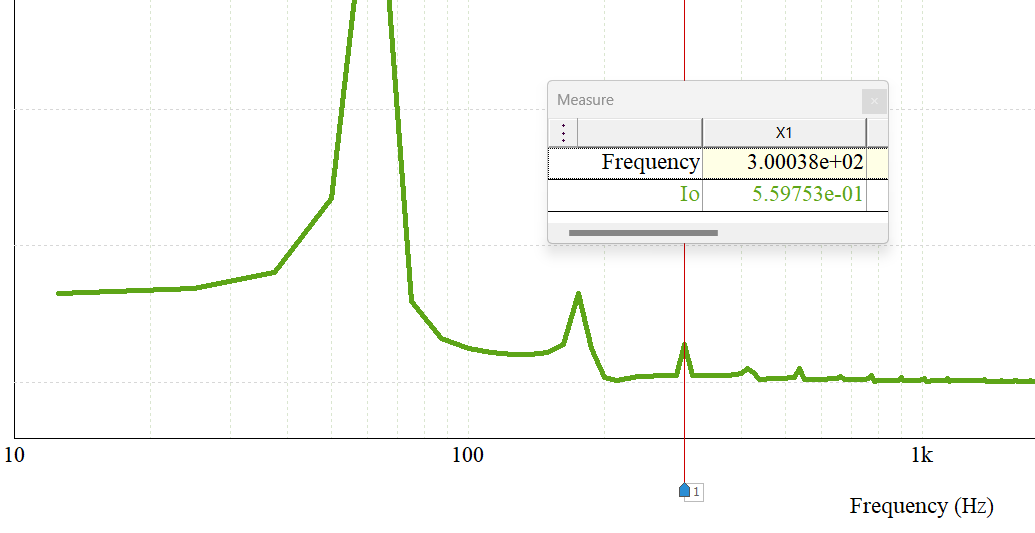 Measure
X1
Frequency 3.00038e+02
Io 5.59753e-01
10 100 1k
1
Frequency (Hz)